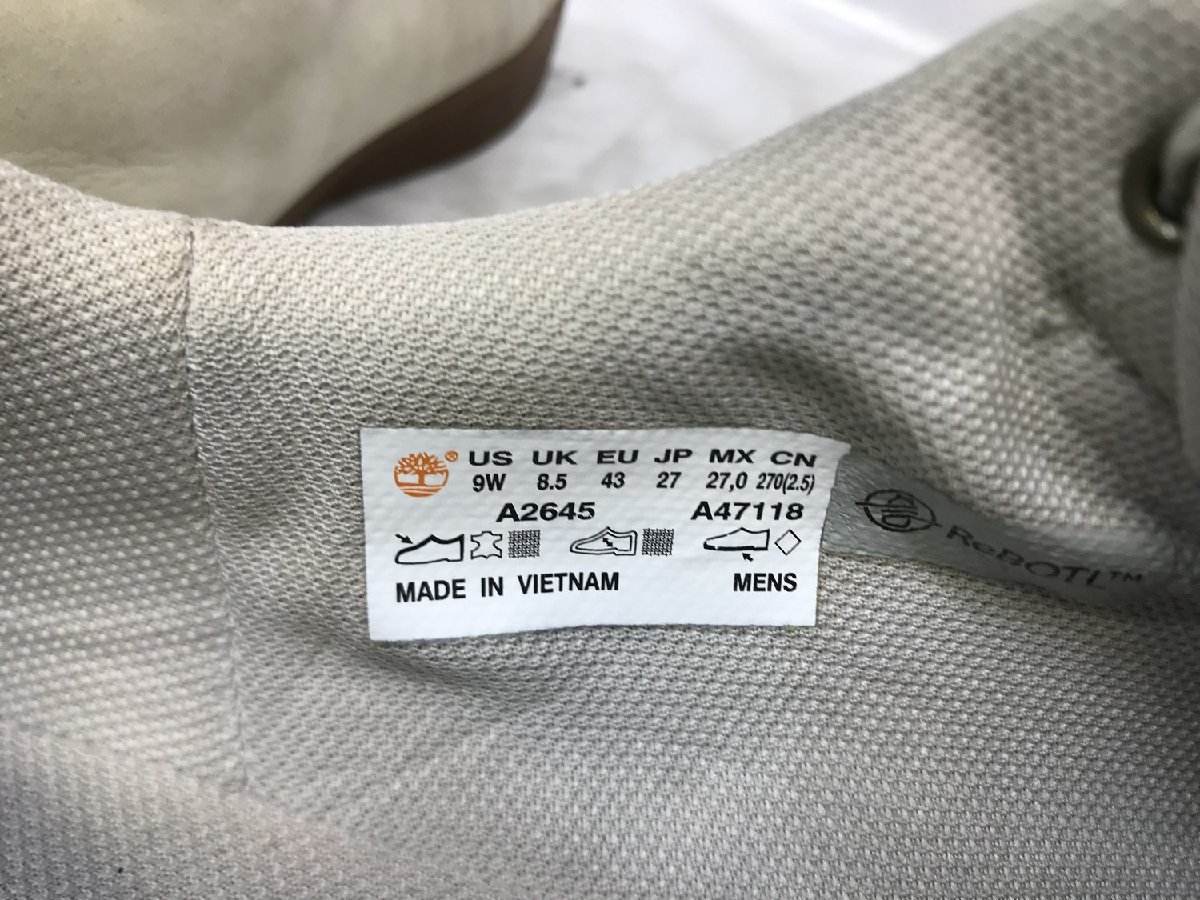 ® US UK EU JP MX CN
9W 8.5 43 27 27,0 270(2.5)
A2645 A47118
MADE IN VIETNAM MENS
ReBOTL™